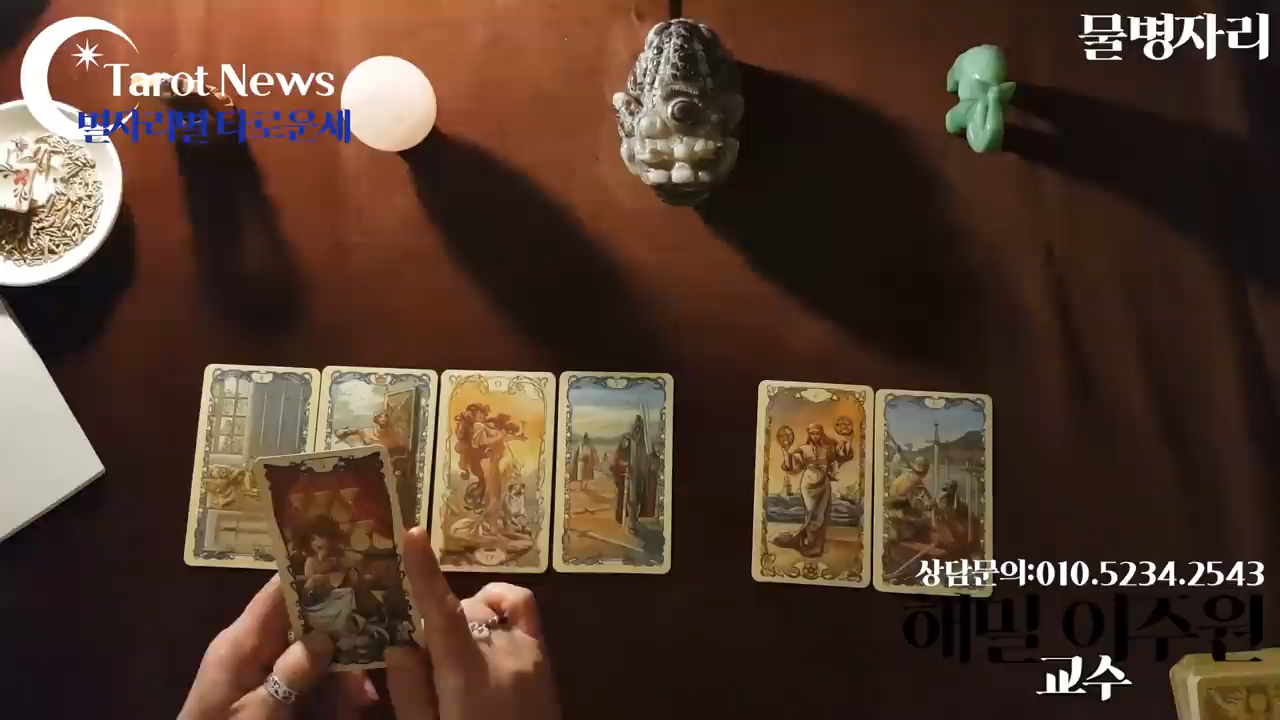 물병자리
Tarot News
별자리별 타로운세
상담문의:010.5234.2543
해밀 이수원
교수